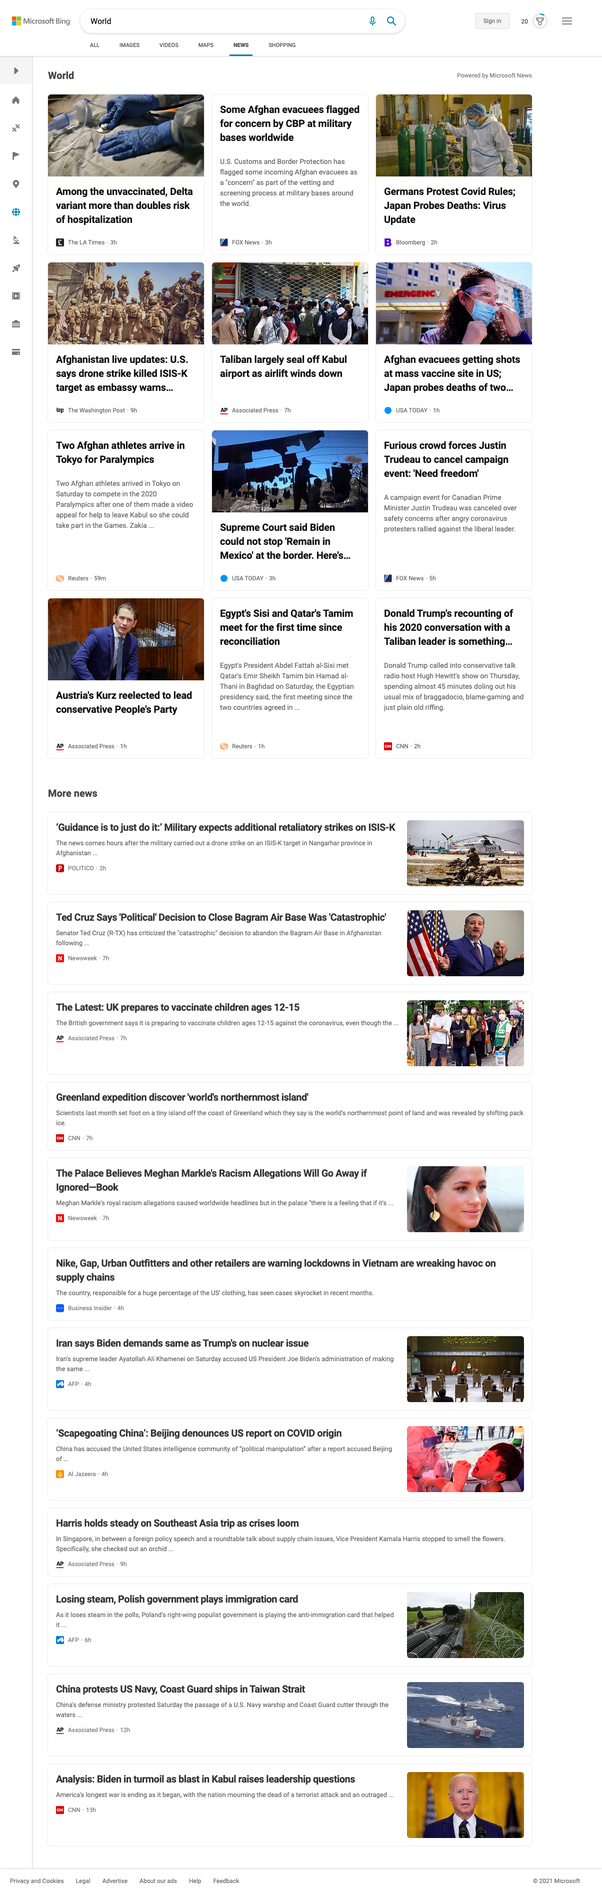 Microsoft Bing
World
Sign in
20
ALL
IMAGES
VIDEOS
MAPS
NEWS
SHOPPING
World
Powered by Microsoft News
Among the unvaccinated, Delta
variant more than doubles risk
of hospitalization
The LA Times · 3h
Some Afghan evacuees flagged
for concern by CBP at military
bases worldwide
U.S. Customs and Border Protection has
flagged some incoming Afghan evacuees as
a "concern" as part of the vetting and
screening process at military bases around
the world.
FOX News · 3h
Germans Protest Covid Rules;
Japan Probes Deaths: Virus
Update
Bloomberg · 2h
Afghanistan live updates: U.S.
says drone strike killed ISIS-K
target as embassy warns...
The Washington Post · 9h
Taliban largely seal off Kabul
airport as airlift winds down
Associated Press · 7h
EMERGENCY
Afghan evacuees getting shots
at mass vaccine site in US;
Japan probes deaths of two...
USA TODAY · 1h
Two Afghan athletes arrive in
Tokyo for Paralympics
Two Afghan athletes arrived in Tokyo on
Saturday to compete in the 2020
Paralympics after one of them made a video
appeal for help to leave Kabul so she could
take part in the Games. Zakia ...
Reuters · 59m
Supreme Court said Biden
could not stop 'Remain in
Mexico' at the border. Here's...
USA TODAY · 3h
Furious crowd forces Justin
Trudeau to cancel campaign
event: 'Need freedom'
A campaign event for Canadian Prime
Minister Justin Trudeau was canceled over
safety concerns after angry coronavirus
protesters rallied against the liberal leader.
FOX News · 5h
Austria's Kurz reelected to lead
conservative People's Party
Associated Press · 1h
Egypt's Sisi and Qatar's Tamim
meet for the first time since
reconciliation
Egypt's President Abdel Fattah al-Sisi met
Qatar's Emir Sheikh Tamim bin Hamad al-
Thani in Baghdad on Saturday, the Egyptian
presidency said, the first meeting since the
two countries agreed in ...
Reuters · 1h
Donald Trump's recounting of
his 2020 conversation with a
Taliban leader is something...
Donald Trump called into conservative talk
radio host Hugh Hewitt's show on Thursday,
spending almost 45 minutes doling out his
usual mix of braggadocio, blame-gaming and
just plain old riffing.
CNN · 2h
More news
'Guidance is to just do it:' Military expects additional retaliatory strikes on ISIS-K
The news comes hours after the military carried out a drone strike on an ISIS-K target in Nangarhar province in
Afghanistan ...
POLITICO · 2h
Ted Cruz Says 'Political' Decision to Close Bagram Air Base Was 'Catastrophic'
Senator Ted Cruz (R-TX) has criticized the "catastrophic" decision to abandon the Bagram Air Base in Afghanistan
following ...
Newsweek · 7h
The Latest: UK prepares to vaccinate children ages 12-15
The British government says it is preparing to vaccinate children ages 12-15 against the coronavirus, even though the ...
Associated Press · 7h
Greenland expedition discover 'world's northernmost island'
Scientists last month set foot on a tiny island off the coast of Greenland which they say is the world's northernmost point of land and was revealed by shifting pack
ice.
CNN · 7h
The Palace Believes Meghan Markle's Racism Allegations Will Go Away if
Ignored—Book
Meghan Markle's royal racism allegations caused worldwide headlines but in the palace "there is a feeling that if it's ...
Newsweek · 7h
Nike, Gap, Urban Outfitters and other retailers are warning lockdowns in Vietnam are wreaking havoc on
supply chains
The country, responsible for a huge percentage of the US' clothing, has seen cases skyrocket in recent months.
Business Insider · 4h
Iran says Biden demands same as Trump's on nuclear issue
Iran's supreme leader Ayatollah Ali Khamenei on Saturday accused US President Joe Biden's administration of making
the same ...
AFP · 4h
'Scapegoating China': Beijing denounces US report on COVID origin
China has accused the United States intelligence community of "political manipulation" after a report accused Beijing
of ...
Al Jazeera · 4h
Harris holds steady on Southeast Asia trip as crises loom
In Singapore, in between a foreign policy speech and a roundtable talk about supply chain issues, Vice President Kamala Harris stopped to smell the flowers.
Specifically, she checked out an orchid ...
Associated Press · 9h
Losing steam, Polish government plays immigration card
As it loses steam in the polls, Poland's right-wing populist government is playing the anti-immigration card that helped
it ...
AFP · 6h
China protests US Navy, Coast Guard ships in Taiwan Strait
China's defense ministry protested Saturday the passage of a U.S. Navy warship and Coast Guard cutter through the
waters ...
Associated Press · 12h
Analysis: Biden in turmoil as blast in Kabul raises leadership questions
America's longest war is ending as it began, with the nation mourning the dead of a terrorist attack and an outraged ...
CNN · 13h
Privacy and Cookies
Legal
Advertise
About our ads
Help
Feedback
© 2021 Microsoft